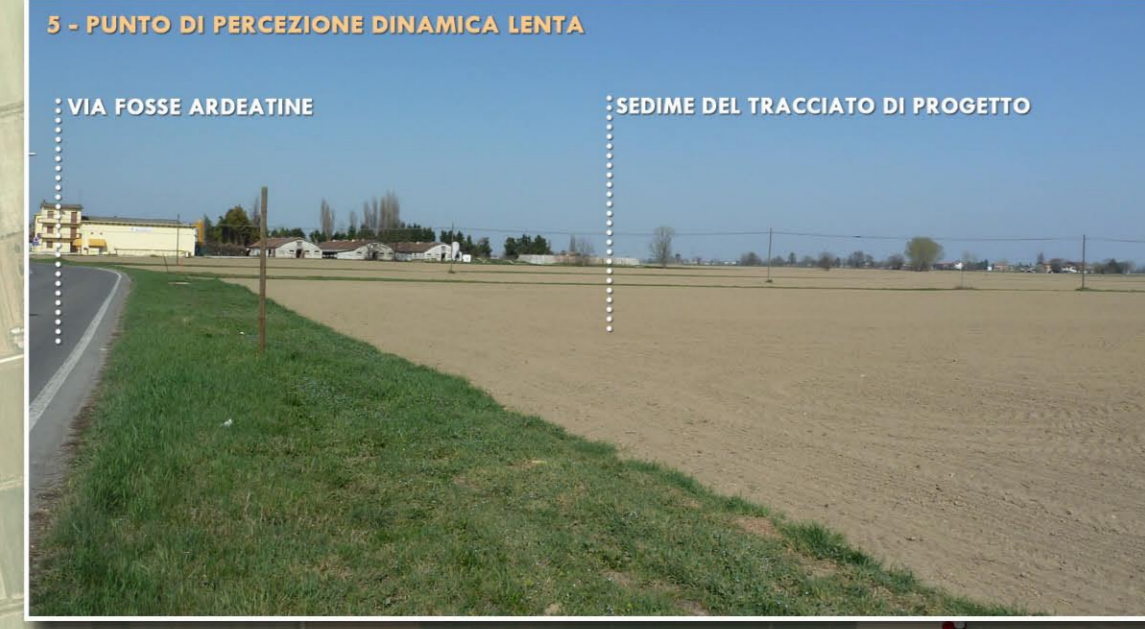 5 - PUNTO DI PERCEZIONE DINAMICA LENTA
VIA FOSSE ARDEATINE
SEDIME DEL TRACCIATO DI PROGETTO